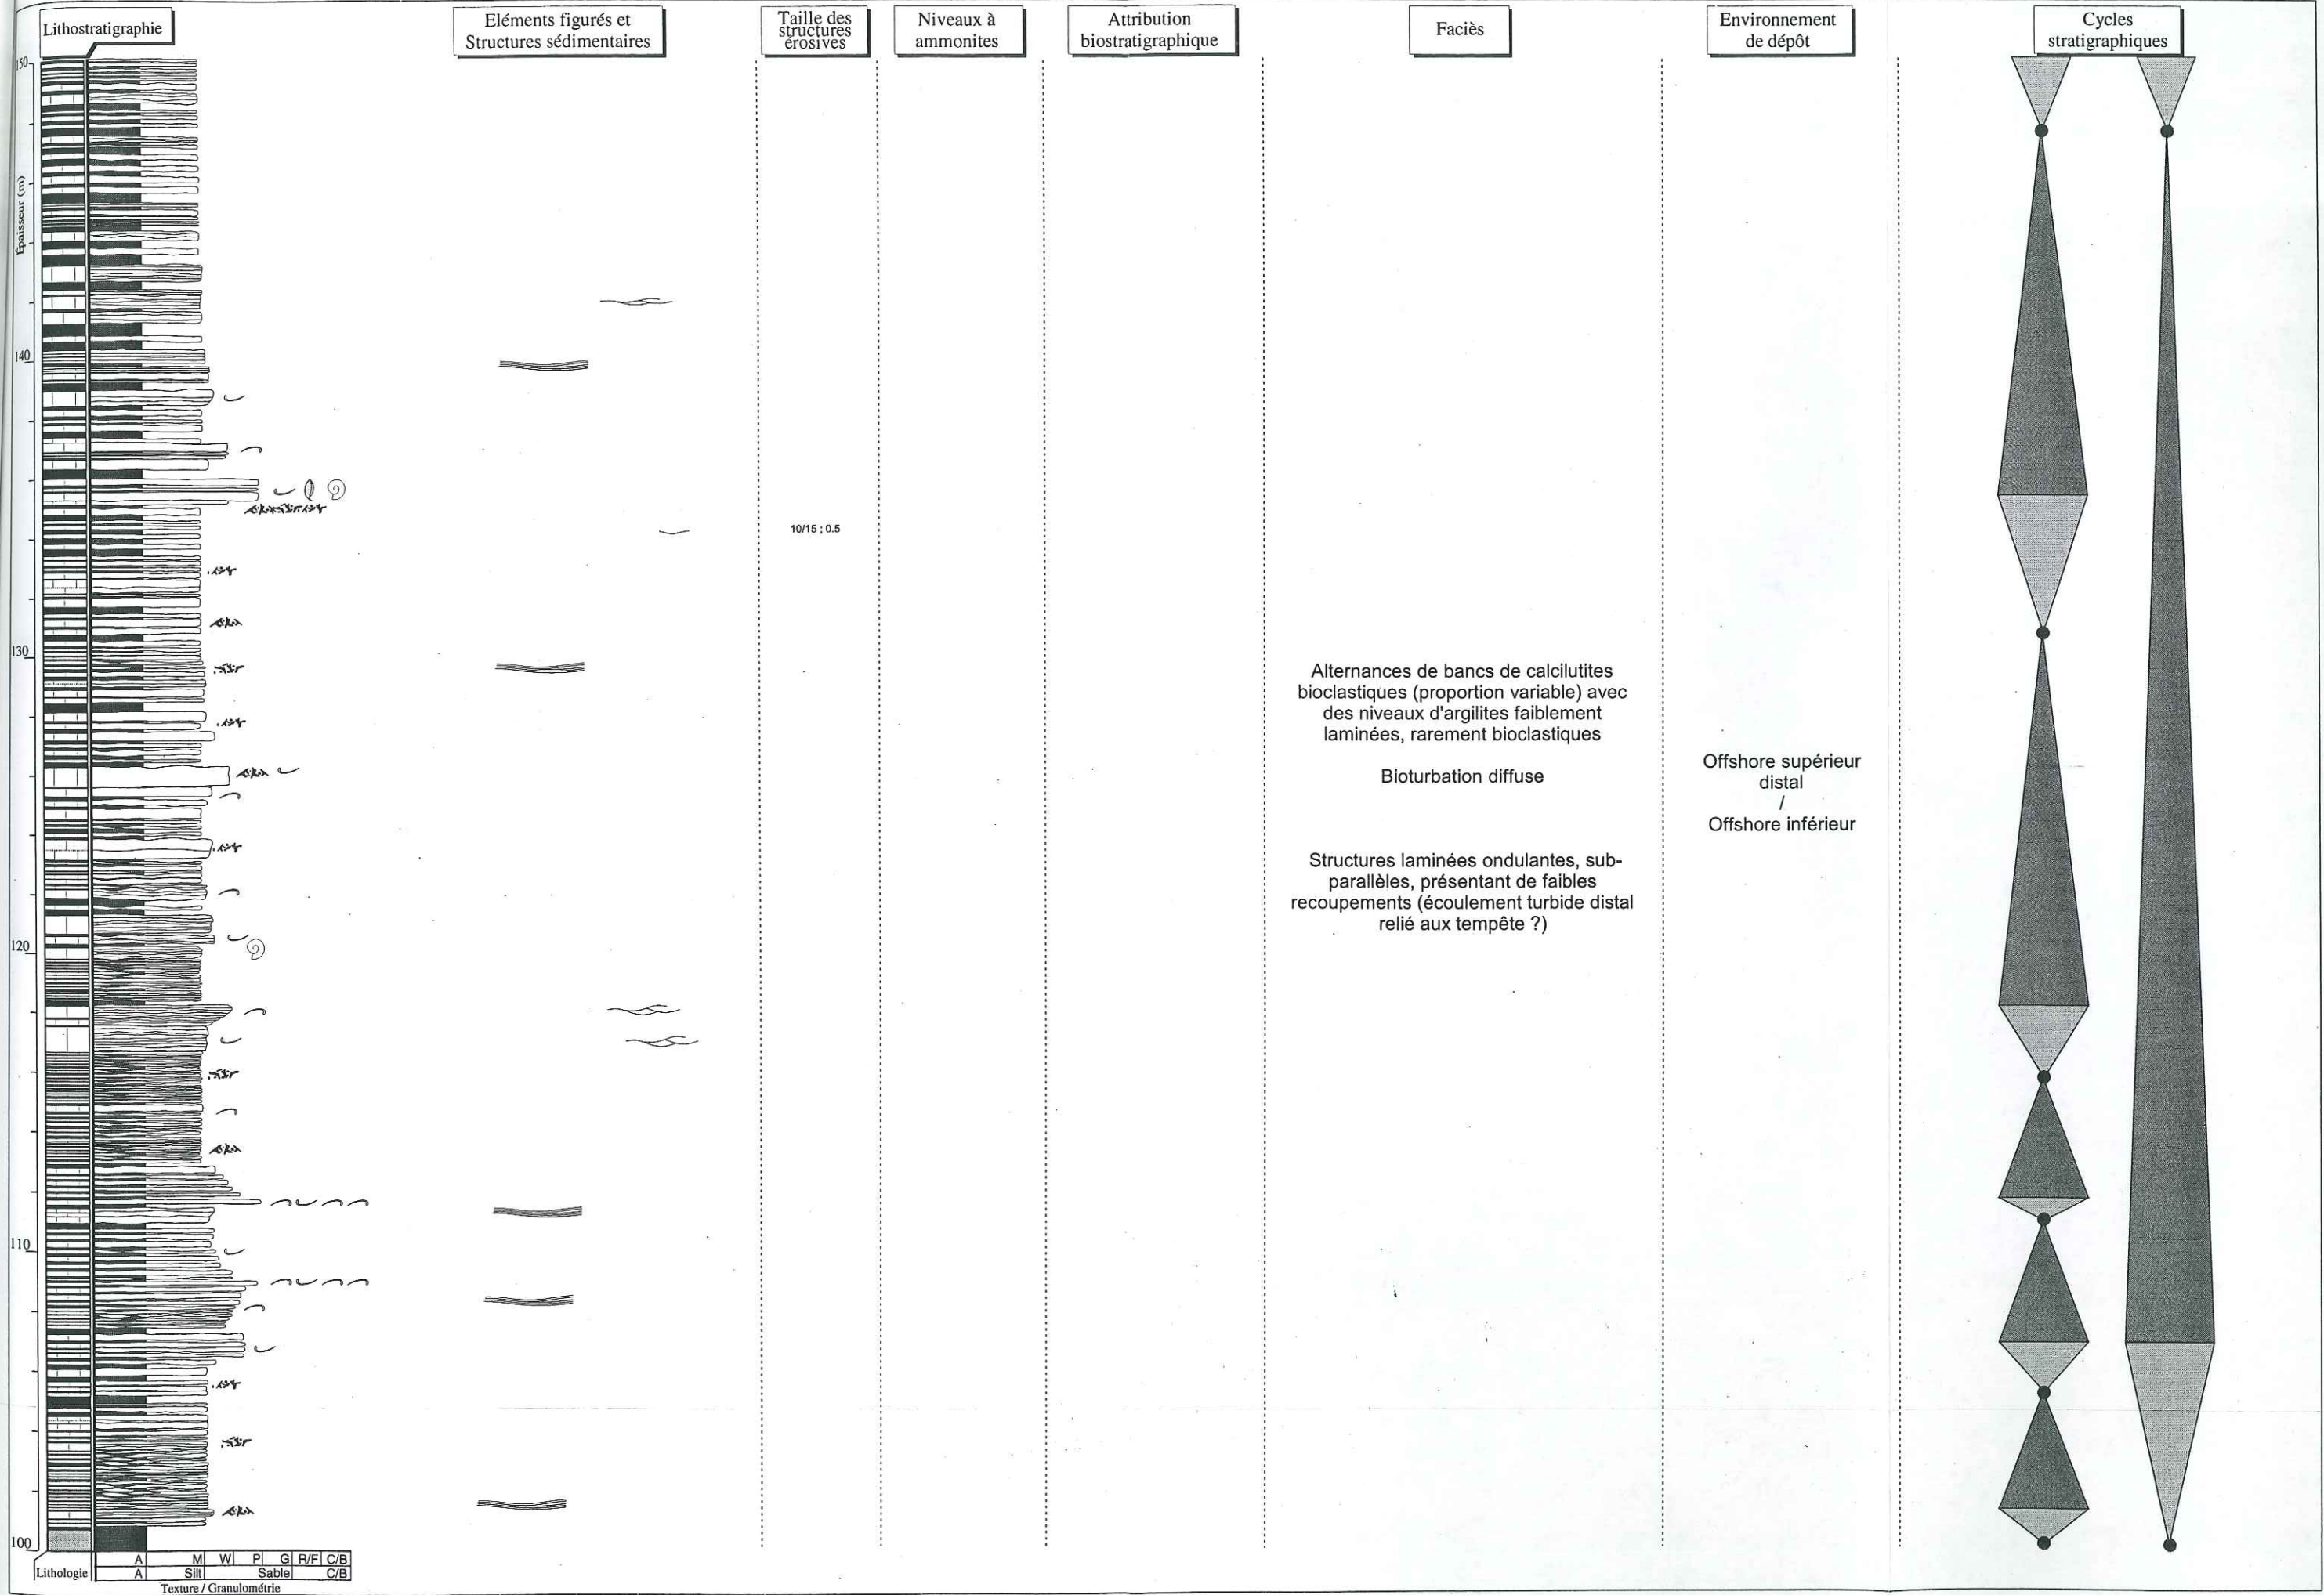 Lithostratigraphie
Eléments figurés et
Structures sédimentaires
Taille des
structures
érosives
Niveaux à
ammonites
Attribution
biostratigraphique
Faciès
Environnement
de dépôt
Cycles
stratigraphiques
150
Épaisseur (m)
140
10/15 ; 0.5
130
Alternances de bancs de calcilutites
bioclastiques (proportion variable) avec
des niveaux d'argilites faiblement
laminées, rarement bioclastiques
Bioturbation diffuse
Offshore supérieur
distal
/
Offshore inférieur
Structures laminées ondulantes, sub-
parallèles, présentant de faibles
recoupements (écoulement turbide distal
relié aux tempête ?)
120
110
100
Lithologie
A M W P G R/F C/B
A Silt Sable C/B
Texture / Granulométrie